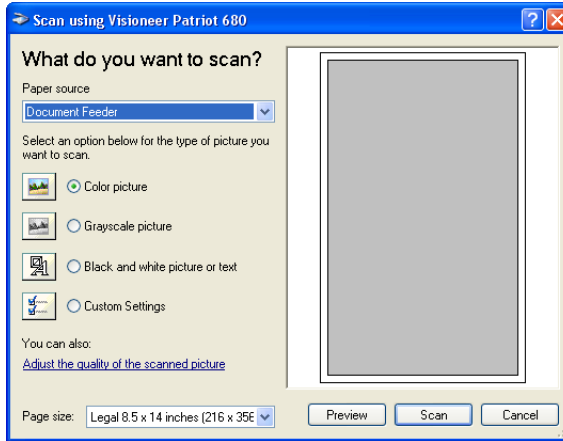 Scan using Visioneer Patriot 680
What do you want to scan?
Paper source
Document Feeder
Select an option below for the type of picture you
want to scan.
Color picture
Grayscale picture
Black and white picture or text
Custom Settings
You can also:
Adjust the quality of the scanned picture
Page size: Legal 8.5 x 14 inches (216 x 356
Preview Scan Cancel